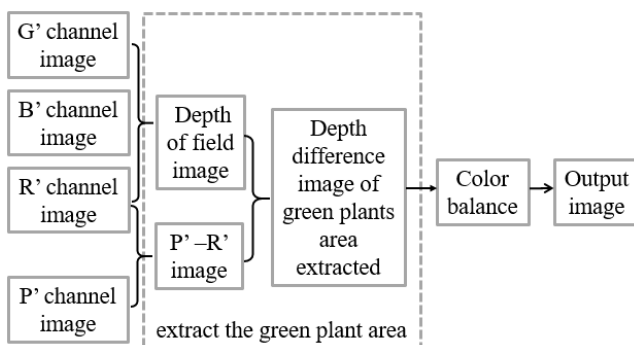 G’ channel
image
B’ channel
image
R’ channel
image
P’ channel
image
Depth
of field
image
P’ –R’
image
Depth
difference
image of
green plants
area
extracted
extract the green plant area
Color
balance
Output
image